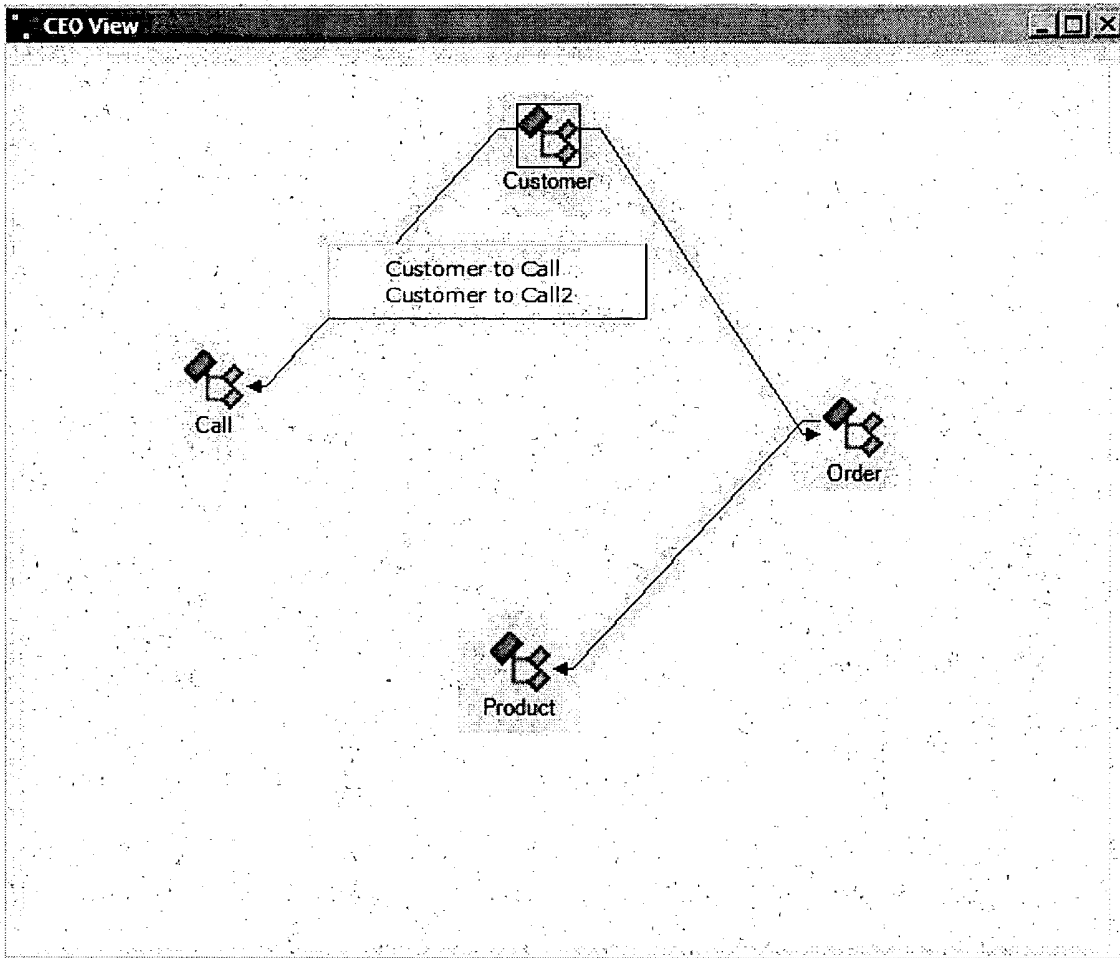 CEO View
Customer
Customer to Call
Customer to Call2
Call
Order
Product